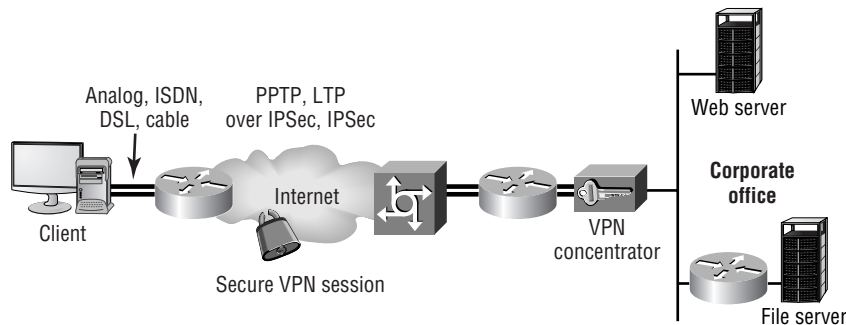 Analog, ISDN,
DSL, cable
PPTP, LTP
over IPSec, IPSec
Web server
Internet
Corporate
office
Client
VPN
concentrator
Secure VPN session
File server